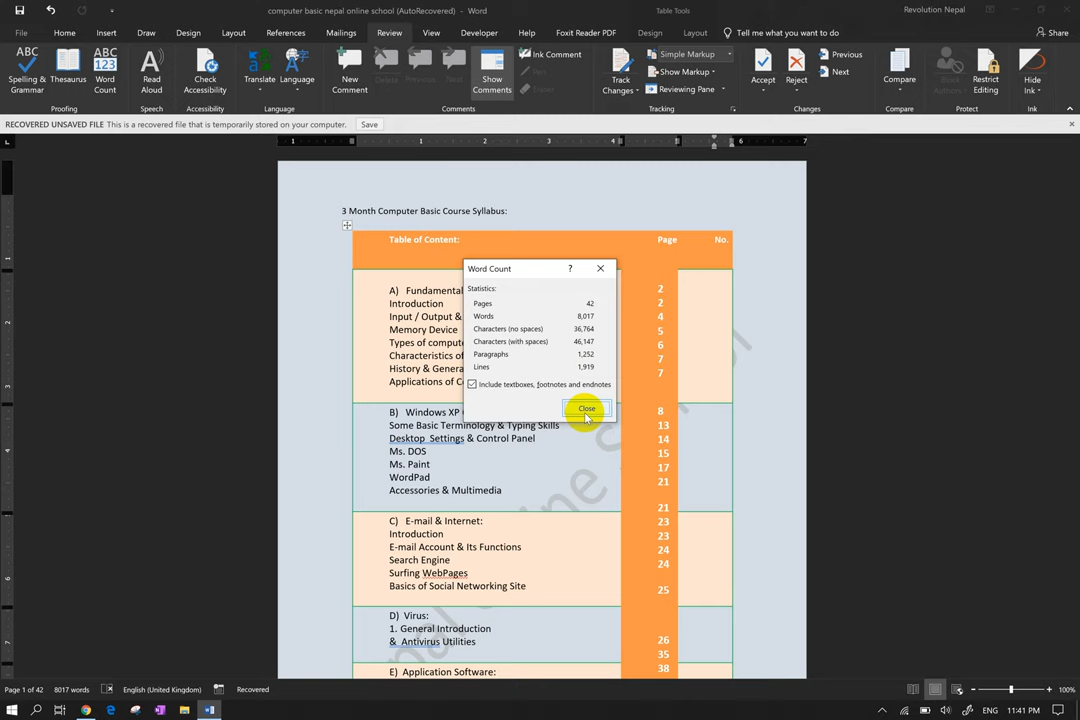 computer basic nepal online school (AutoRecovered) - Word
Table Tools
Revolution Nepal
File Home Insert Draw Design Layout References Mailings Review View Developer Help Foxit Reader PDF Design Layout Tell me what you want to do Share
Spelling & Grammar
Thesaurus
Word Count
Read Aloud
Check Accessibility
Translate
Language
New Comment
Delete
Previous
Next
Show Comments
Ink Comment
Pen
Eraser
Track Changes
Simple Markup
Show Markup
Reviewing Pane
Accept
Reject
Previous
Next
Compare
Block Authors
Restrict Editing
Hide Ink
Proofing Speech Accessibility Language Comments Tracking Changes Compare Protect Ink
RECOVERED UNSAVED FILE This is a recovered file that is temporarily stored on your computer. Save
3 Month Computer Basic Course Syllabus:
Table of Content: Page No.
A) Fundamental
Introduction
Input / Output &
Memory Device
Types of compute
Characteristics of
History & General
Applications of Co
2
2
4
5
6
7
7
Word Count
Statistics:
Pages 42
Words 8,017
Characters (no spaces) 36,764
Characters (with spaces) 46,147
Paragraphs 1,252
Lines 1,919
Include textboxes, footnotes and endnotes
Close
B) Windows XP
Some Basic Terminology & Typing Skills
Desktop Settings & Control Panel
Ms. DOS
Ms. Paint
WordPad
Accessories & Multimedia
8
13
14
15
17
21
21
C) E-mail & Internet:
Introduction
E-mail Account & Its Functions
Search Engine
Surfing WebPages
Basics of Social Networking Site
23
23
24
24
25
D) Virus:
1. General Introduction
& Antivirus Utilities
26
35
E) Application Software:
38
Page 1 of 42 8017 words English (United Kingdom) Recovered 100%
ENG 11:41 PM